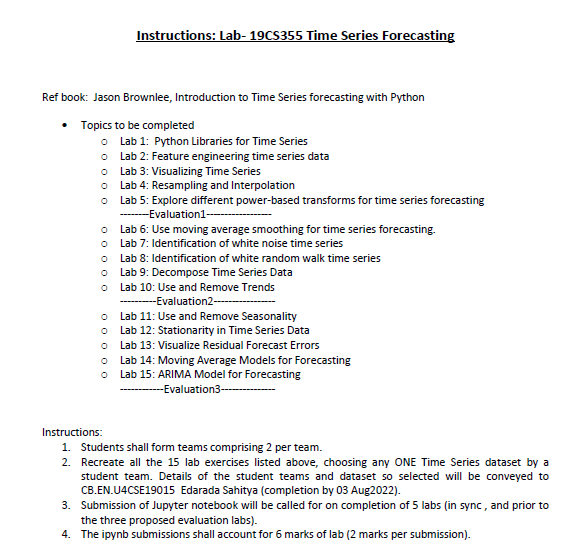 Instructions: Lab- 19CS355 Time Series Forecasting
Ref book: Jason Brownlee, Introduction to Time Series forecasting with Python
• Topics to be completed
o Lab 1: Python Libraries for Time Series
o Lab 2: Feature engineering time series data
o Lab 3: Visualizing Time Series
o Lab 4: Resampling and Interpolation
o Lab 5: Explore different power-based transforms for time series forecasting
--------Evaluation1------------------
o Lab 6: Use moving average smoothing for time series forecasting.
o Lab 7: Identification of white noise time series
o Lab 8: Identification of white random walk time series
o Lab 9: Decompose Time Series Data
o Lab 10: Use and Remove Trends
----------Evaluation2-----------------
o Lab 11: Use and Remove Seasonality
o Lab 12: Stationarity in Time Series Data
o Lab 13: Visualize Residual Forecast Errors
o Lab 14: Moving Average Models for Forecasting
o Lab 15: ARIMA Model for Forecasting
------------Evaluation3---------------
Instructions:
1. Students shall form teams comprising 2 per team.
2. Recreate all the 15 lab exercises listed above, choosing any ONE Time Series dataset by a
student team. Details of the student teams and dataset so selected will be conveyed to
CB.EN.U4CSE19015 Edarada Sahitya (completion by 03 Aug2022).
3. Submission of Jupyter notebook will be called for on completion of 5 labs (in sync , and prior to
the three proposed evaluation labs).
4. The ipynb submissions shall account for 6 marks of lab (2 marks per submission).